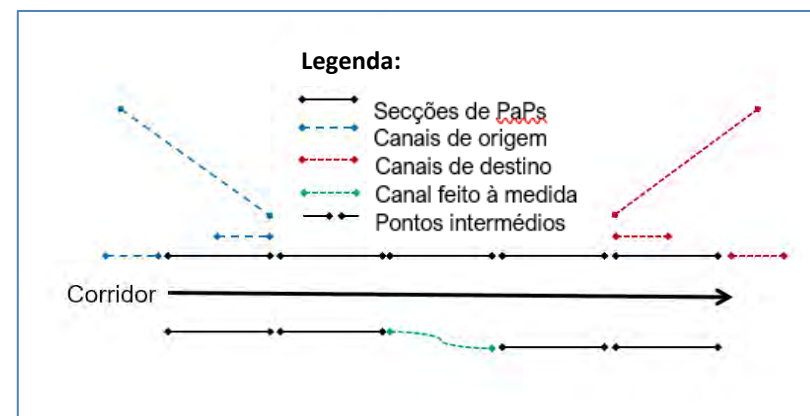 Legenda:
Secções de PaPs
Canais de origem
Canais de destino
Canal feito à medida
Pontos intermédios
Corridor